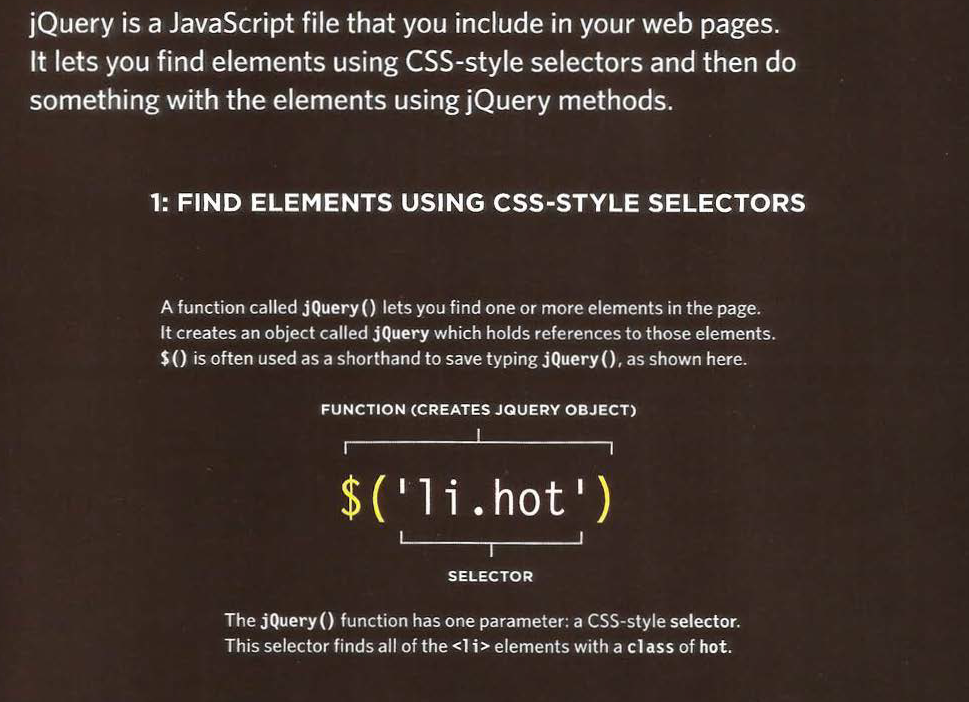 jQuery is a JavaScript file that you include in your web pages.
It lets you find elements using CSS-style selectors and then do
something with the elements using jQuery methods.
1: FIND ELEMENTS USING CSS-STYLE SELECTORS
A function called jQuery() lets you find one or more elements in the page.
It creates an object called jQuery which holds references to those elements.
$() is often used as a shorthand to save typing jQuery(), as shown here.
FUNCTION (CREATES JQUERY OBJECT)
$('li.hot')
SELECTOR
The jQuery() function has one parameter: a CSS-style selector.
This selector finds all of the <li> elements with a class of hot.